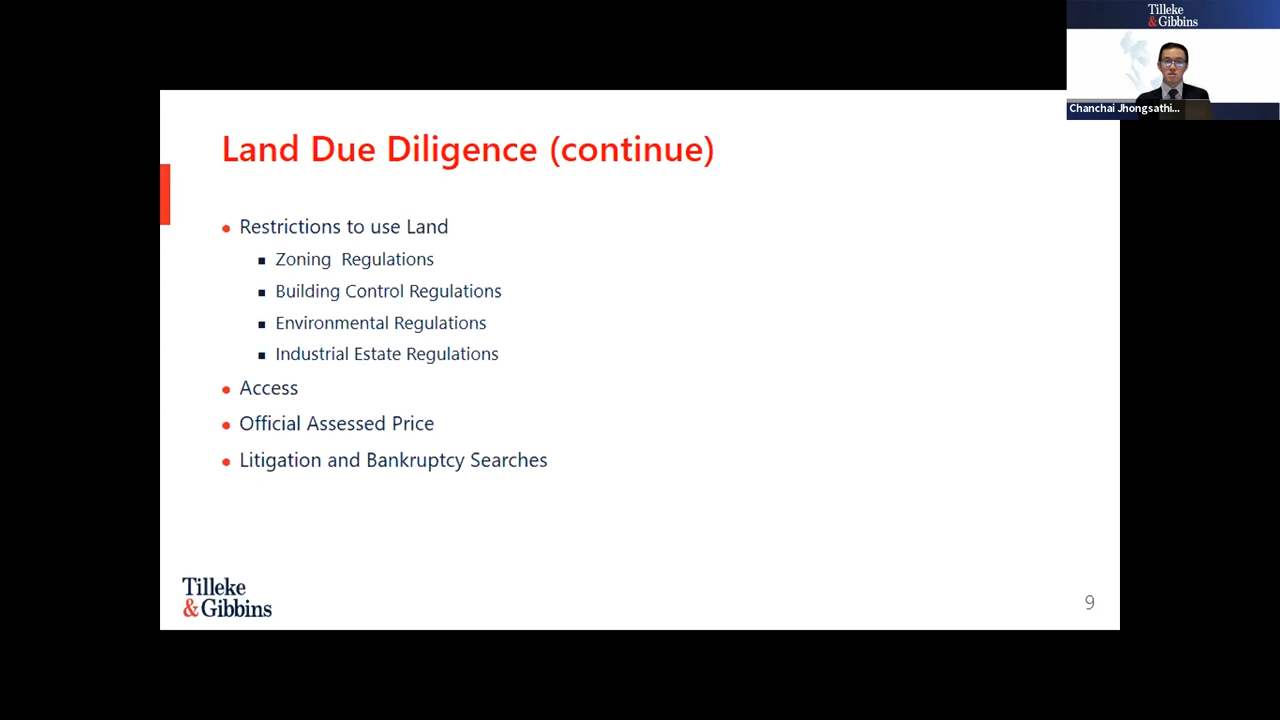 Tilleke
& Gibbins
Chanchai Jhongsathi...
Land Due Diligence (continue)
Restrictions to use Land
Zoning Regulations
Building Control Regulations
Environmental Regulations
Industrial Estate Regulations
Access
Official Assessed Price
Litigation and Bankruptcy Searches
Tilleke
& Gibbins
9